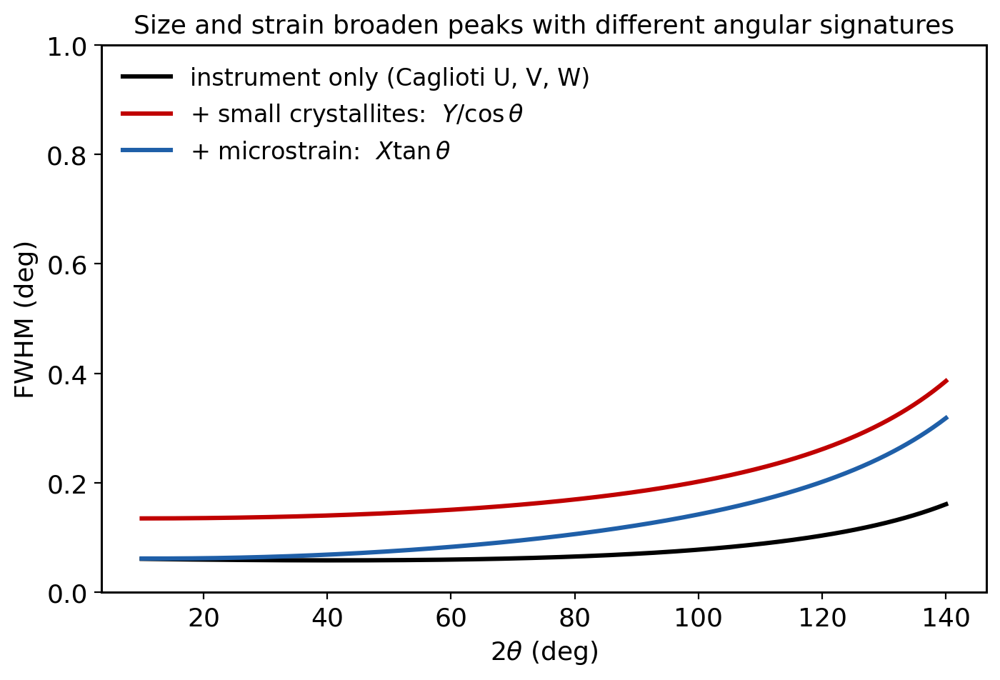 Size and strain broaden peaks with different angular signatures
1.0
0.8
0.6
0.4
0.2
0.0
FWHM (deg)
instrument only (Caglioti U, V, W)
+ small crystallites: Y/cos θ
+ microstrain: Xtan θ
20 40 60 80 100 120 140
2θ (deg)